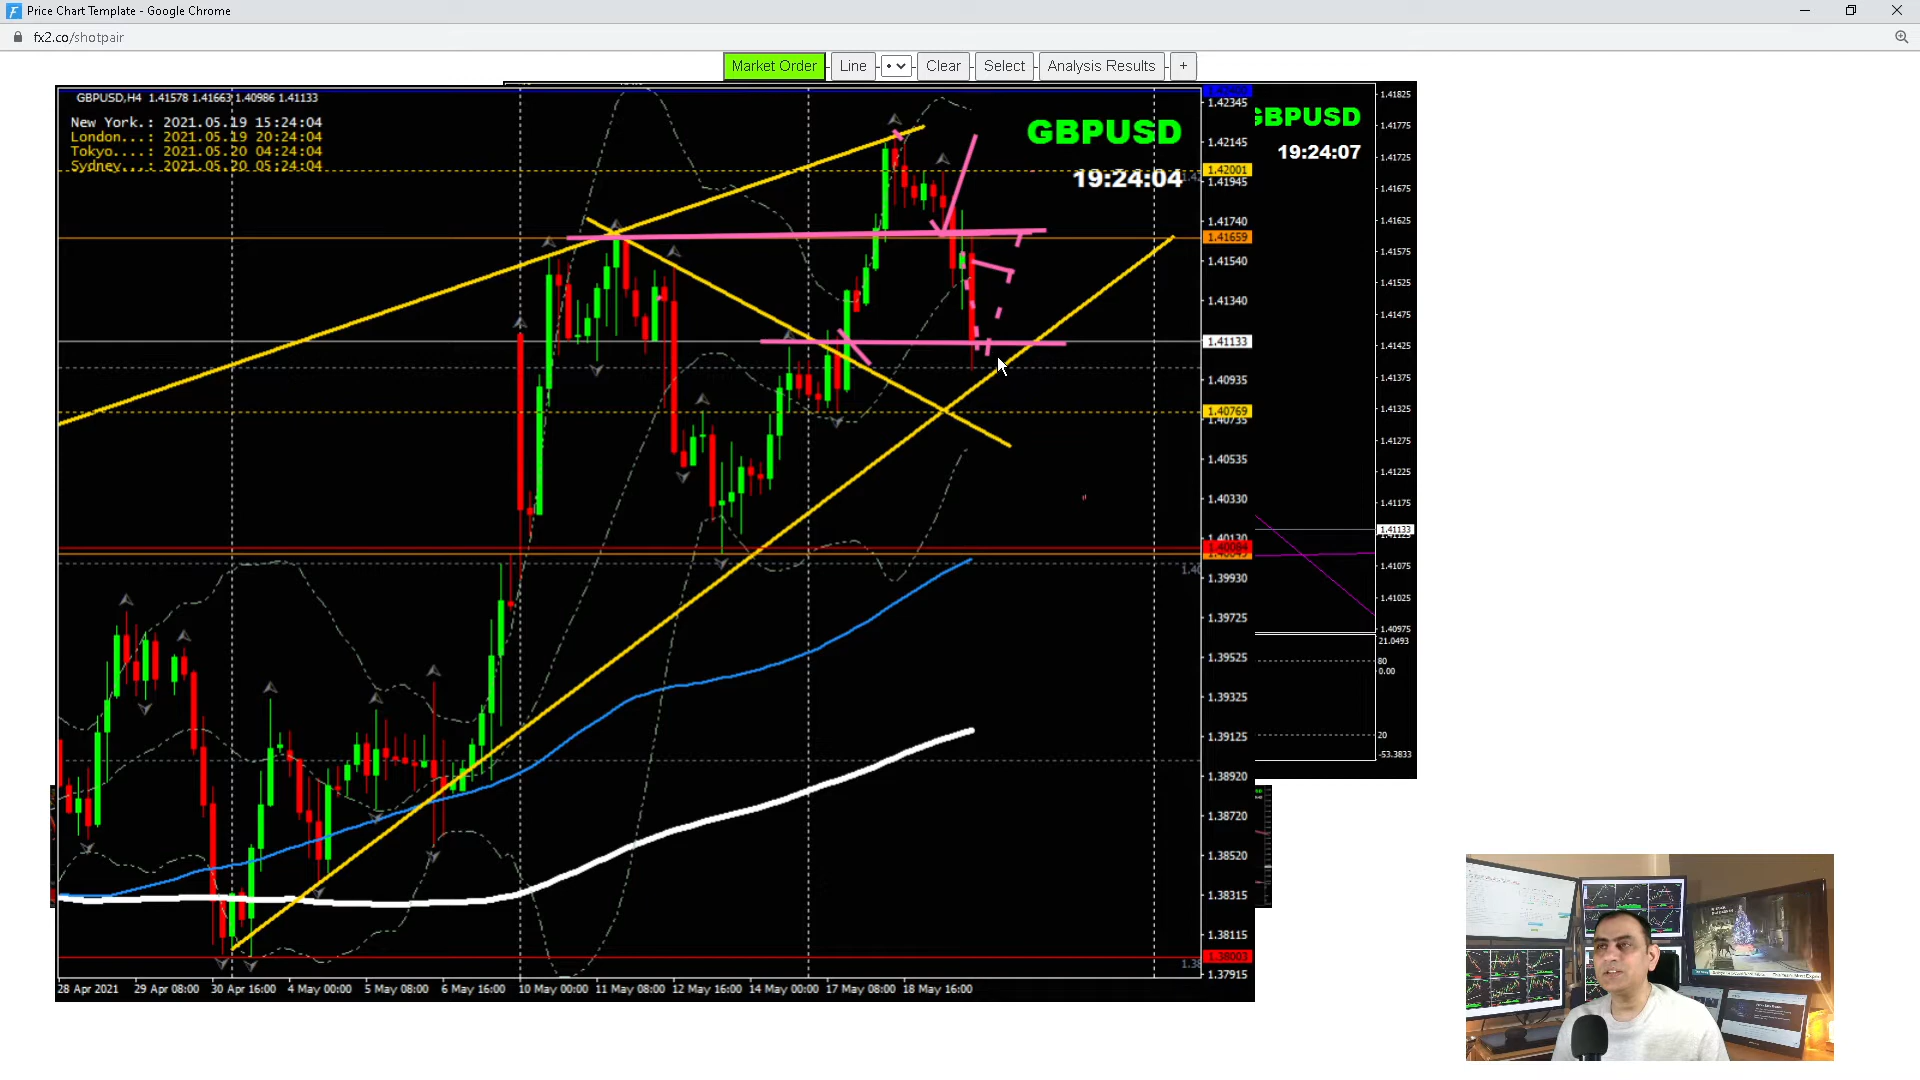 Price Chart Template - Google Chrome
fx2.co/shotpair
Market Order
Line
Clear
Select
Analysis Results
+
GBPUSD,H4 1.41578 1.41663 1.40986 1.41133
New York.: 2021.05.19 15:24:04
London...: 2021.05.19 20:24:04
Tokyo....: 2021.05.20 04:24:04
Sydney...: 2021.05.20 05:24:04
GBPUSD
19:24:04
1.42345
1.42145
1.42001
1.41945
1.41740
1.41659
1.41540
1.41340
1.41133
1.40935
1.40769
1.40735
1.40535
1.40330
1.40130
1.39930
1.39725
1.39525
1.39325
1.39125
1.38920
1.38720
1.38520
1.38315
1.38115
1.38003
1.37915
28 Apr 2021
29 Apr 08:00
30 Apr 16:00
4 May 00:00
5 May 08:00
6 May 16:00
10 May 00:00
11 May 08:00
12 May 16:00
14 May 00:00
17 May 08:00
18 May 16:00
GBPUSD
19:24:07
1.41825
1.41775
1.41725
1.41675
1.41625
1.41575
1.41525
1.41475
1.41425
1.41375
1.41325
1.41275
1.41225
1.41175
1.41133
1.41075
1.41025
1.40975
21.0493
80
0.00
20
-53.3833